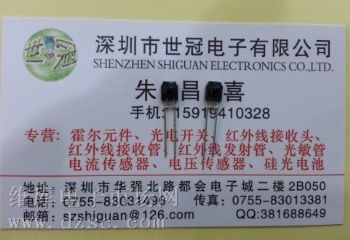 世冠
深圳市世冠电子有限公司
SHENZHEN SHIGUAN ELECTRONICS CO.,LTD.
朱 昌 喜
手机: 15919410328
专营: 霍尔元件、光电开关、红外线接收头、
红外线接收管、红外线发射管、光敏管
电流传感器、电压传感器、硅光电池
地址: 深圳市华强北路都会电子城二楼2B050
电话: 0755-83031499 传真: 0755-83013381
邮箱: szshiguan@126.com QQ:381688649
www.dzsc.com